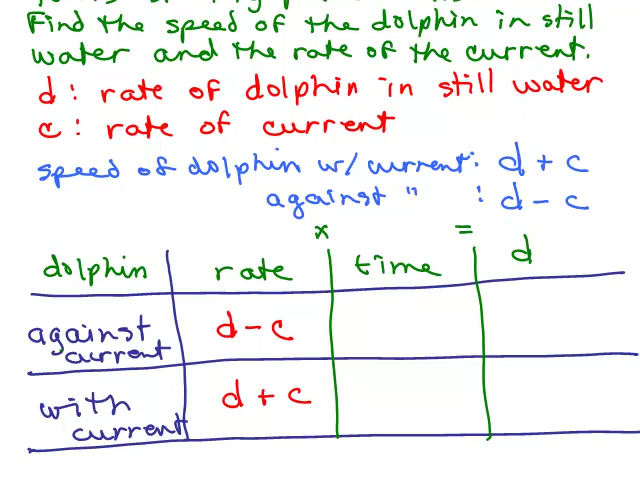 Find the speed of the dolphin in still
water and the rate of the current.
d : rate of dolphin in still water
c : rate of current
speed of dolphin w/ current : d + c
against " : d - c
x =
dolphin rate time d
against current d - c
with current d + c